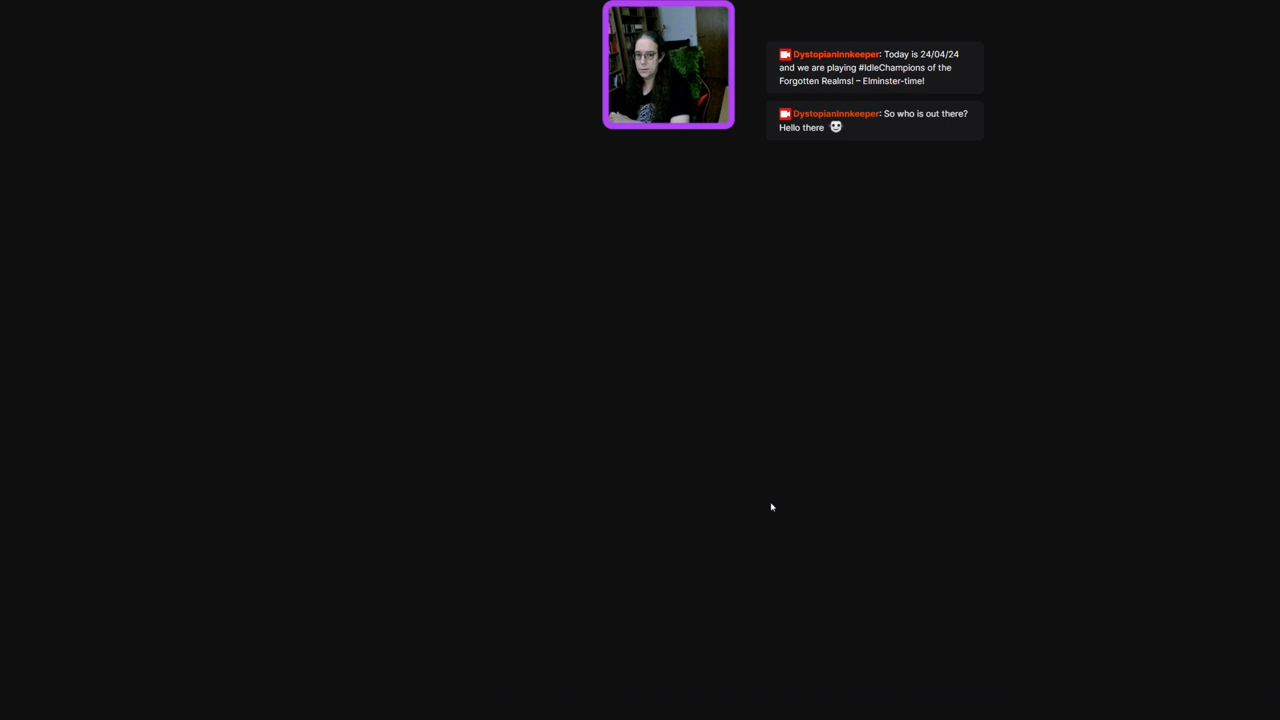 DystopianInnkeeper: Today is 24/04/24
and we are playing #IdleChampions of the
Forgotten Realms! – Elminster-time!
DystopianInnkeeper: So who is out there?
Hello there